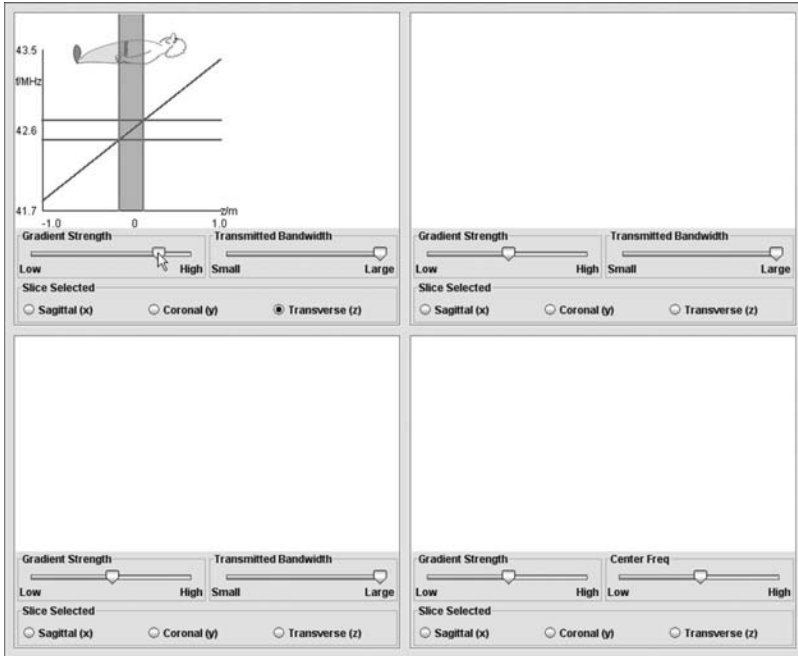 43.5
f/MHz
42.6
41.7
z/m
-1.0 0 1.0
Gradient Strength
Low High
Transmitted Bandwidth
Small Large
Slice Selected
Sagittal (x) Coronal (y) Transverse (z)
Gradient Strength
Low High
Transmitted Bandwidth
Small Large
Slice Selected
Sagittal (x) Coronal (y) Transverse (z)
Gradient Strength
Low High
Transmitted Bandwidth
Small Large
Slice Selected
Sagittal (x) Coronal (y) Transverse (z)
Gradient Strength
Low High
Center Freq
Low High
Slice Selected
Sagittal (x) Coronal (y) Transverse (z)